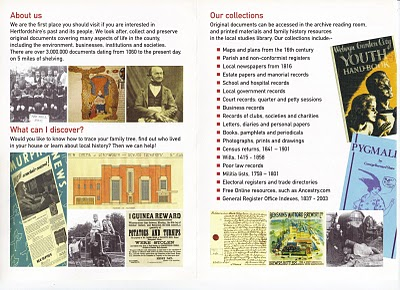 About us
We are the first place you should visit if you are interested in
Hertfordshire's past and its people. We look after, collect and preserve
original documents covering many aspects of life in the county,
including the environment, businesses, institutions and societies.
There are over 3,000,000 documents dating from 1060 to the present day,
on 5 miles of shelving.
What can I discover?
Would you like to know how to trace your family tree, find out who lived
in your house or learn about local history? Then we can help!
1 GUINEA REWARD
POTATOES AND TURNIPS
WERE STOLEN
Our collections
Original documents can be accessed in the archive reading room,
and printed materials and family history resources
in the local studies library. Our collections include:-
Maps and plans from the 16th century
Parish and non-conformist registers
Local newspapers from 1816
Estate papers and manorial records
School and hospital records
Local government records
Court records: quarter and petty sessions
Business records
Records of clubs, societies and charities
Letters, diaries and personal papers
Books, pamphlets and periodicals
Photographs, prints and drawings
Census returns, 1841 - 1901
Wills, 1415 - 1858
Poor law records
Militia lists, 1758 - 1801
Electoral registers and trade directories
Free Online resources, such as Ancestry.com
General Register Office Indexes, 1837 - 2003
Welwyn Garden City
YOUTH
HANDBOOK
PYGMALI